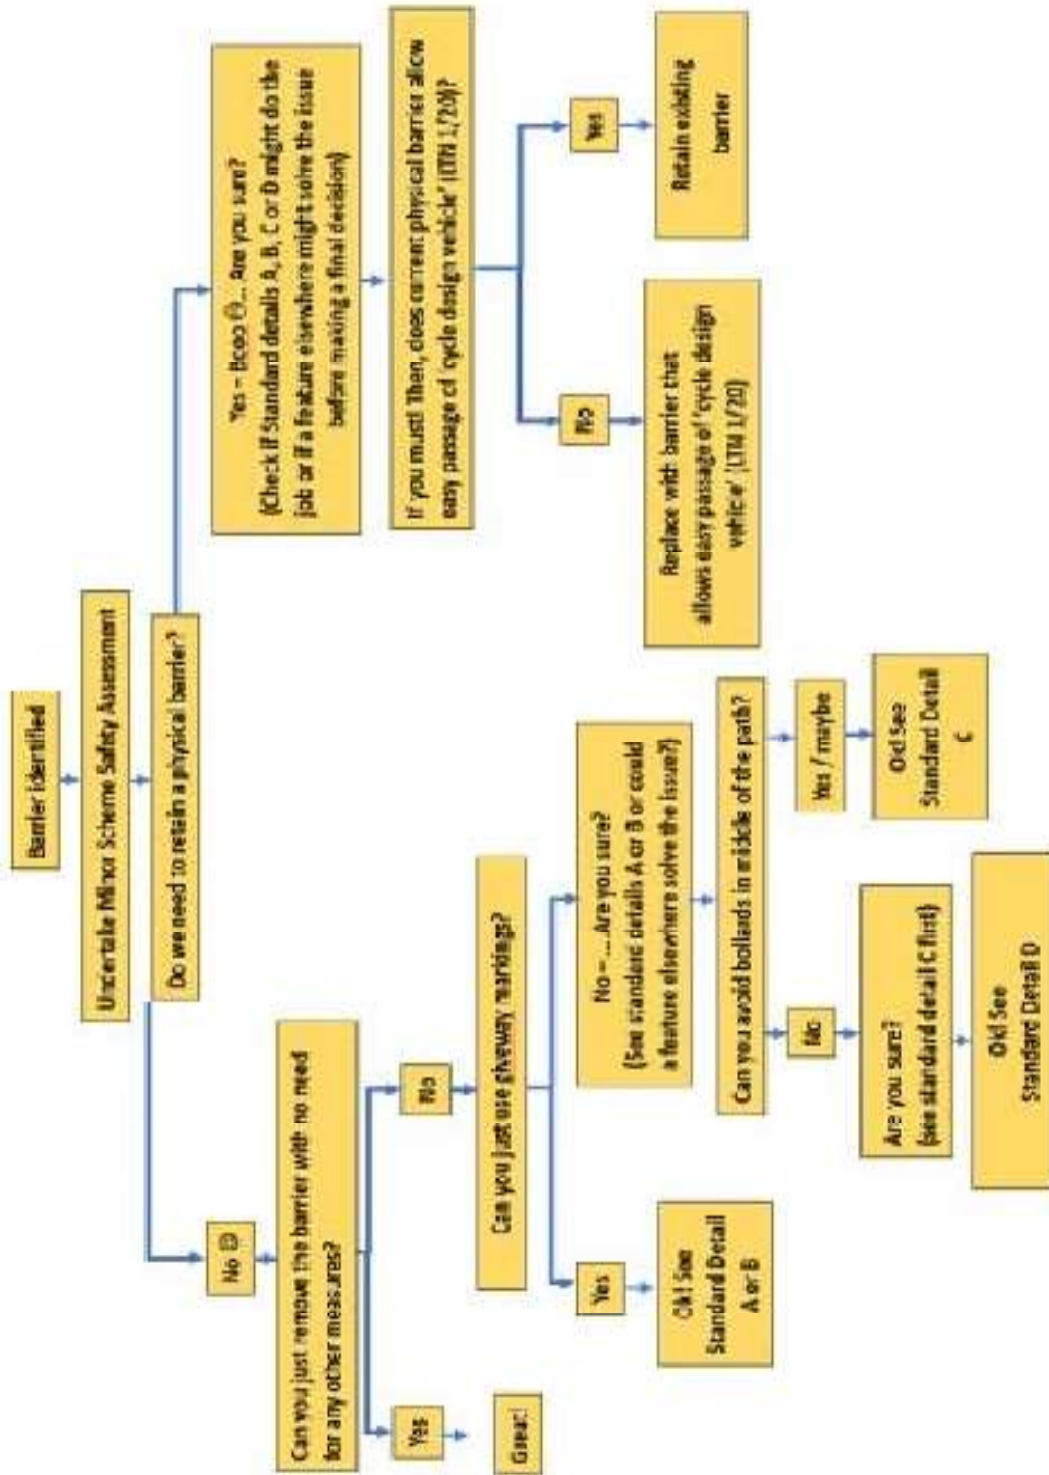 Barrier identified
Undertake Minor Scheme Safety Assessment
Do we need to retain a physical barrier?
No ☺
Can you just remove the barrier with no need
for any other measures?
Yes
Great!
No
Can you just use giveway markings?
Yes
Ok! See
Standard Detail
A or B
No – .... Are you sure?
(See standard details A or B or could
a feature elsewhere solve the issue?)
Can you avoid bollards in middle of the path?
No
Are you sure?
(see standard detail C first)
Ok! See
Standard Detail D
Yes / maybe
Ok! See
Standard Detail
C
Yes – Booo ☹... Are you sure?
(Check if Standard details A, B, C or D might do the
job or if a feature elsewhere might solve the issue
before making a final decision)
If you must! Then, does current physical barrier allow
easy passage of 'cycle design vehicle' (LTN 1/20)?
No
Replace with barrier that
allows easy passage of 'cycle design
vehicle' (LTN 1/20)
Yes
Retain existing
barrier